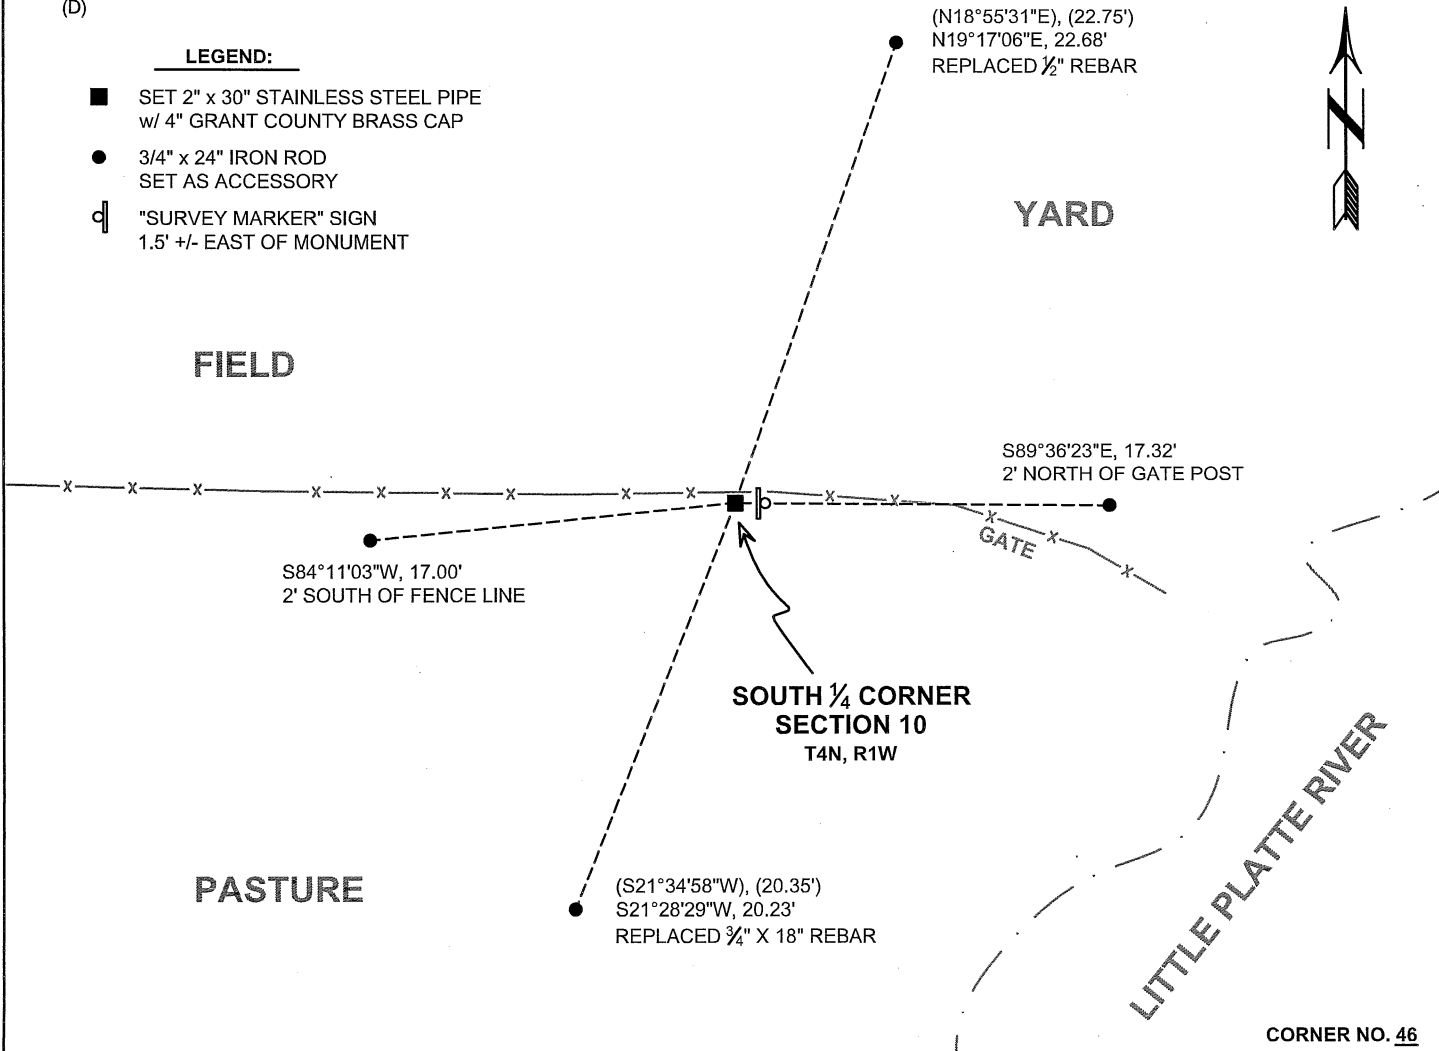 (D)
LEGEND:
SET 2" x 30" STAINLESS STEEL PIPE
w/ 4" GRANT COUNTY BRASS CAP
3/4" x 24" IRON ROD
SET AS ACCESSORY
"SURVEY MARKER" SIGN
1.5' +/- EAST OF MONUMENT
(N18°55'31"E), (22.75')
N19°17'06"E, 22.68'
REPLACED ½" REBAR
N
YARD
FIELD
S89°36'23"E, 17.32'
2' NORTH OF GATE POST
GATE
S84°11'03"W, 17.00'
2' SOUTH OF FENCE LINE
SOUTH ¼ CORNER
SECTION 10
T4N, R1W
PASTURE
(S21°34'58"W), (20.35')
S21°28'29"W, 20.23'
REPLACED ¾" X 18" REBAR
LITTLE PLATTE RIVER
CORNER NO. 46